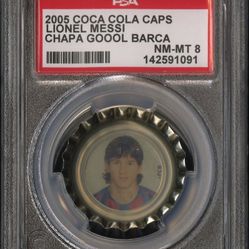 PSA
2005 COCA COLA CAPS
LIONEL MESSI
CHAPA GOOOL BARCA
NM-MT 8
142591091